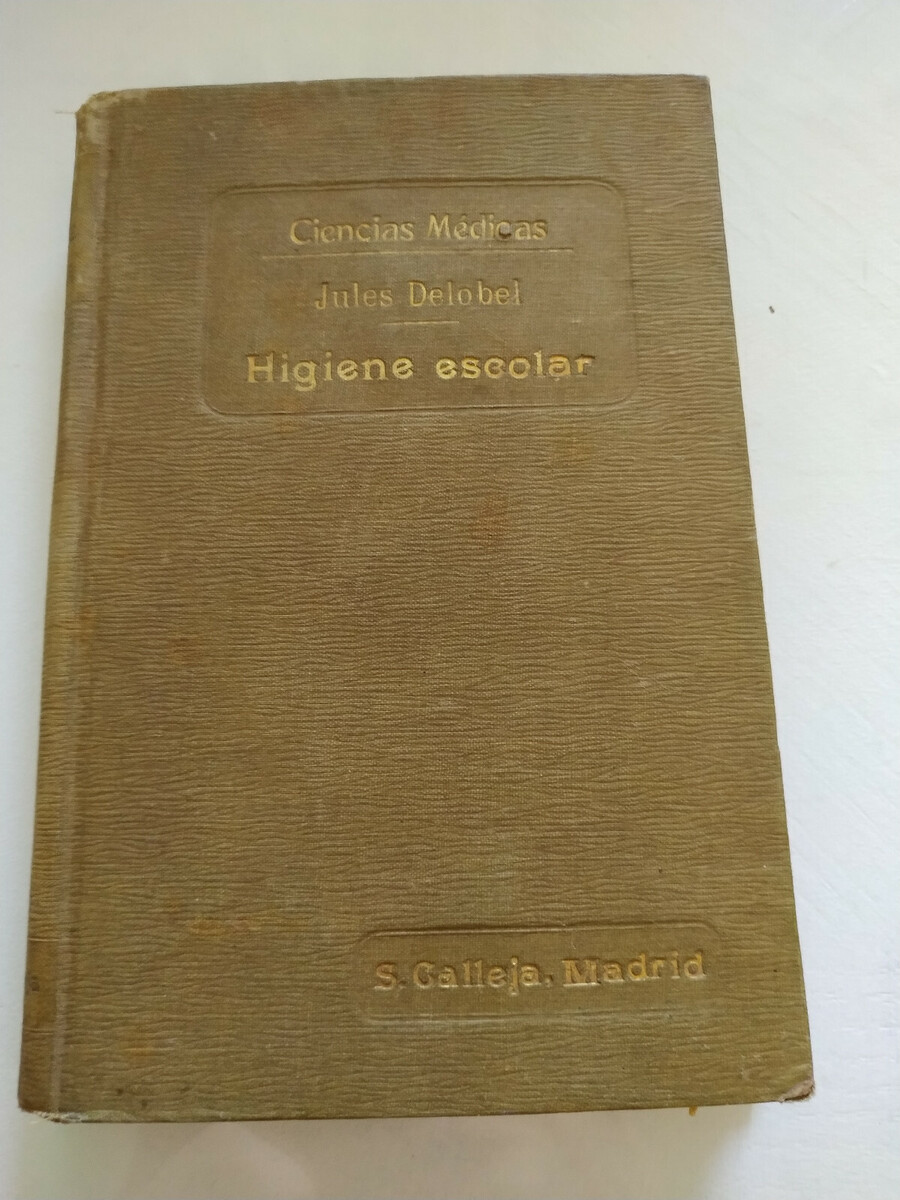 Ciencias Médicas
Jules Delobel
Higiene escolar
S. Calleja. Madrid